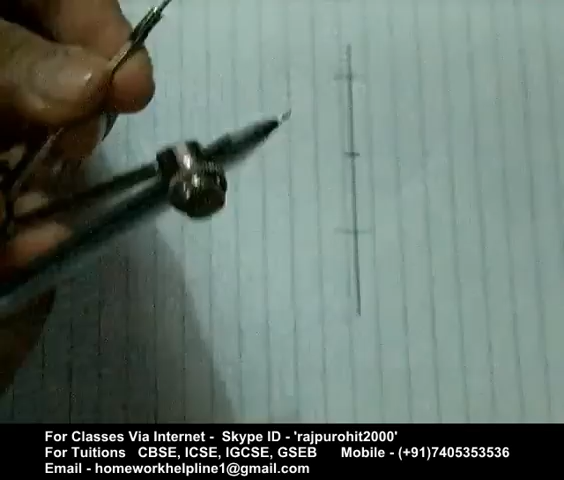 For Classes Via Internet - Skype ID - 'rajpurohit2000'
For Tuitions CBSE, ICSE, IGCSE, GSEB Mobile - (+91)7405353536
Email - homeworkhelpline1@gmail.com